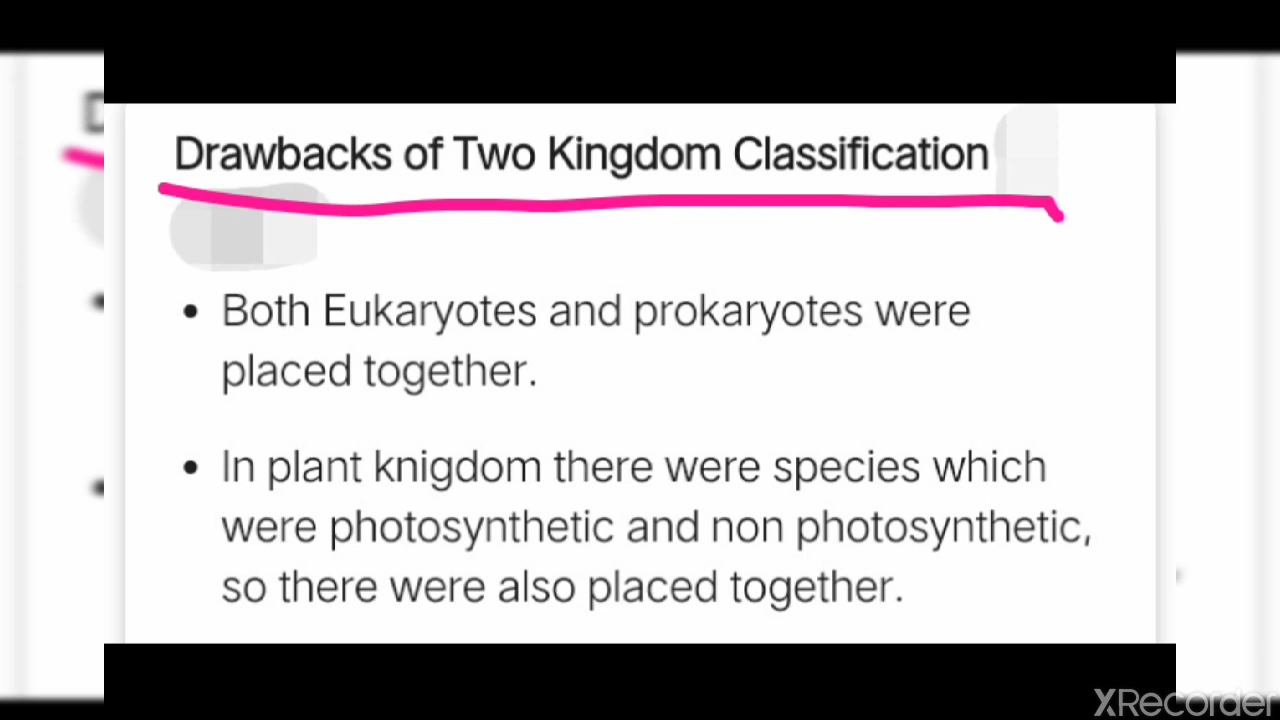 Drawbacks of Two Kingdom Classification
• Both Eukaryotes and prokaryotes were
placed together.
• In plant knigdom there were species which
were photosynthetic and non photosynthetic,
so there were also placed together.
XRecorder